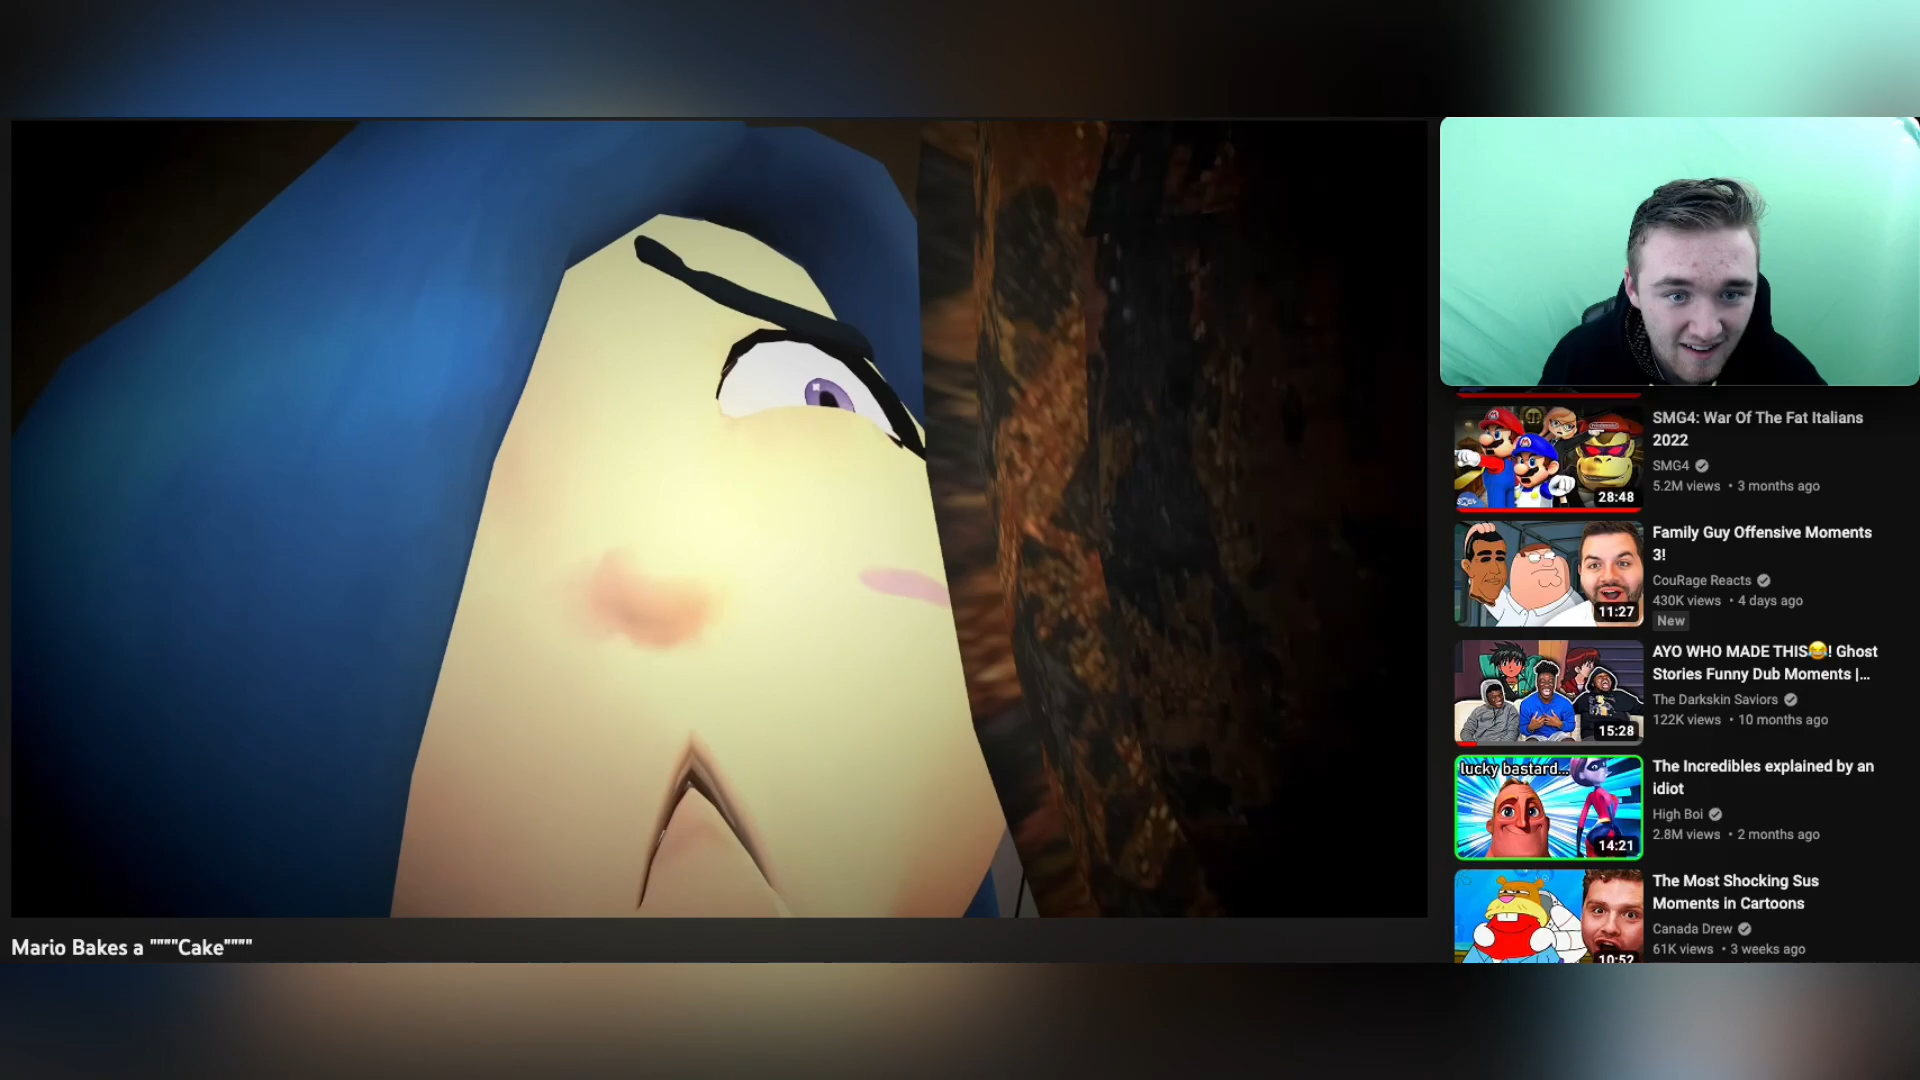 Mario Bakes a """"Cake""""
SMG4: War Of The Fat Italians
2022
SMG4
5.2M views • 3 months ago
28:48
Family Guy Offensive Moments
3!
CouRage Reacts
430K views • 4 days ago
New
11:27
AYO WHO MADE THIS😂! Ghost
Stories Funny Dub Moments |...
The Darkskin Saviors
122K views • 10 months ago
15:28
lucky bastard...
The Incredibles explained by an
idiot
High Boi
2.8M views • 2 months ago
14:21
The Most Shocking Sus
Moments in Cartoons
Canada Drew
61K views • 3 weeks ago
10:52